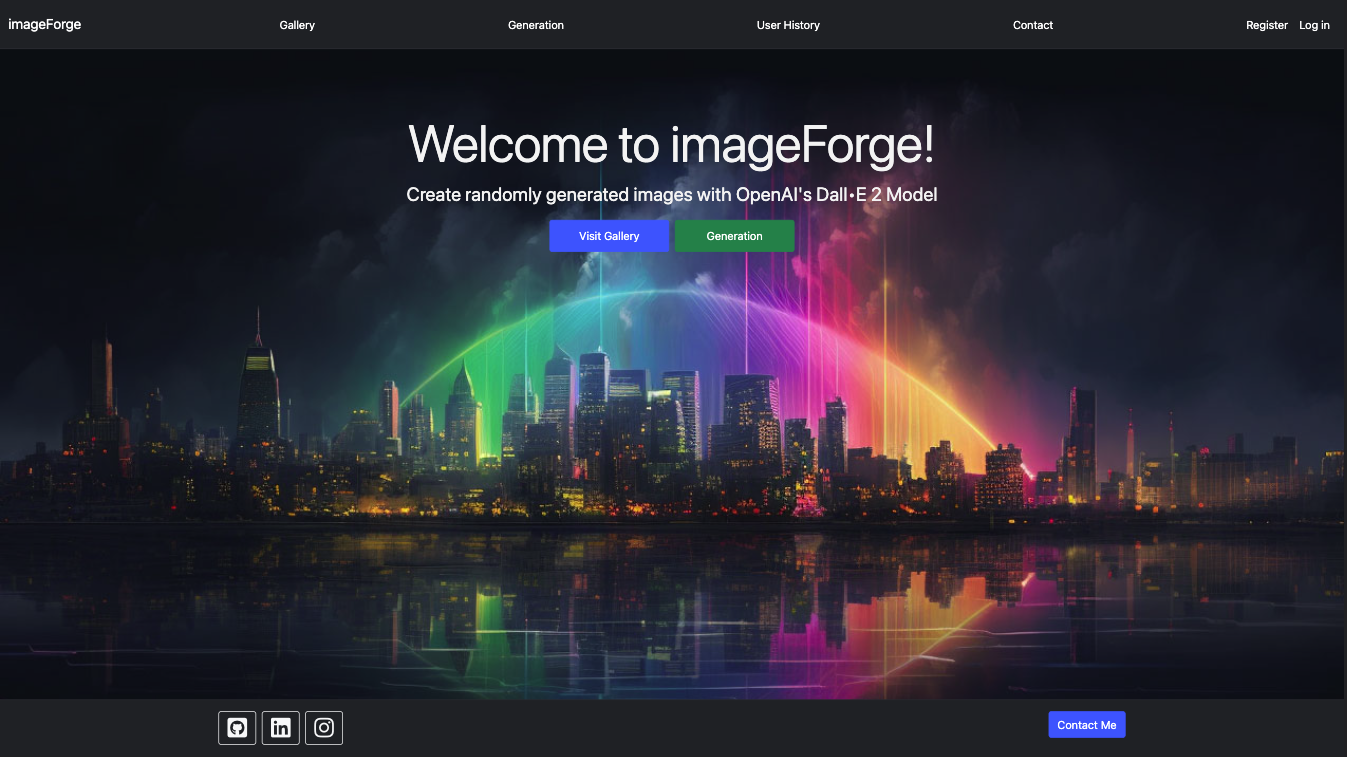 imageForge Gallery Generation User History Contact Register Log in
Welcome to imageForge!
Create randomly generated images with OpenAI's Dall•E 2 Model
Visit Gallery Generation
in Contact Me